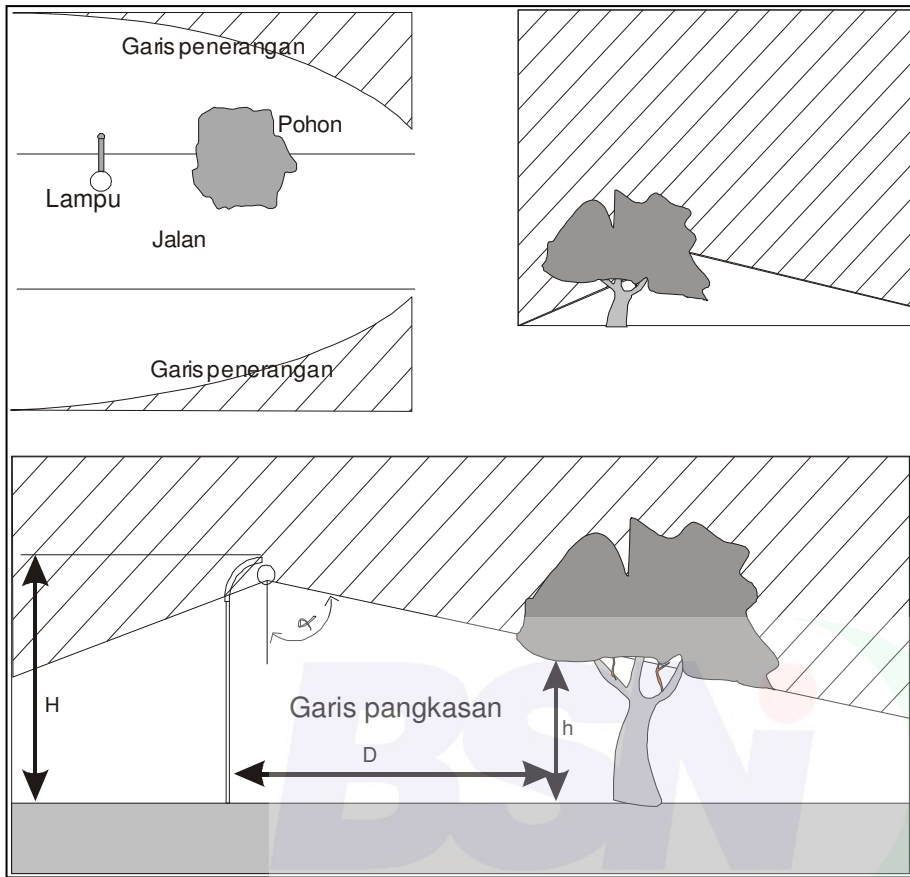 Garis penerangan
Pohon
Lampu
Jalan
Garis penerangan
α
H
Garis pangkasan
h
D
BSN